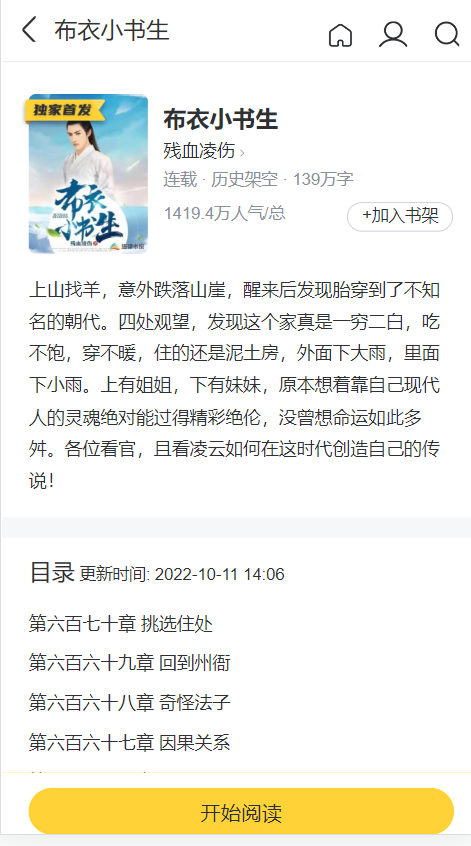 布衣小书生
独家首发
布衣
小书生
残血凌伤
布衣小书生
残血凌伤
连载 · 历史架空 · 139万字
1419.4万人气/总
+加入书架
上山找羊，意外跌落山崖，醒来后发现胎穿到了不知
名的朝代。四处观望，发现这个家真是一穷二白，吃
不饱，穿不暖，住的还是泥土房，外面下大雨，里面
下小雨。上有姐姐，下有妹妹，原本想着靠自己现代
人的灵魂绝对能过得精彩绝伦，没曾想命运如此多
舛。各位看官，且看凌云如何在这时代创造自己的传
说！
目录 更新时间: 2022-10-11 14:06
第六百七十章 挑选住处
第六百六十九章 回到州衙
第六百六十八章 奇怪法子
第六百六十七章 因果关系
开始阅读